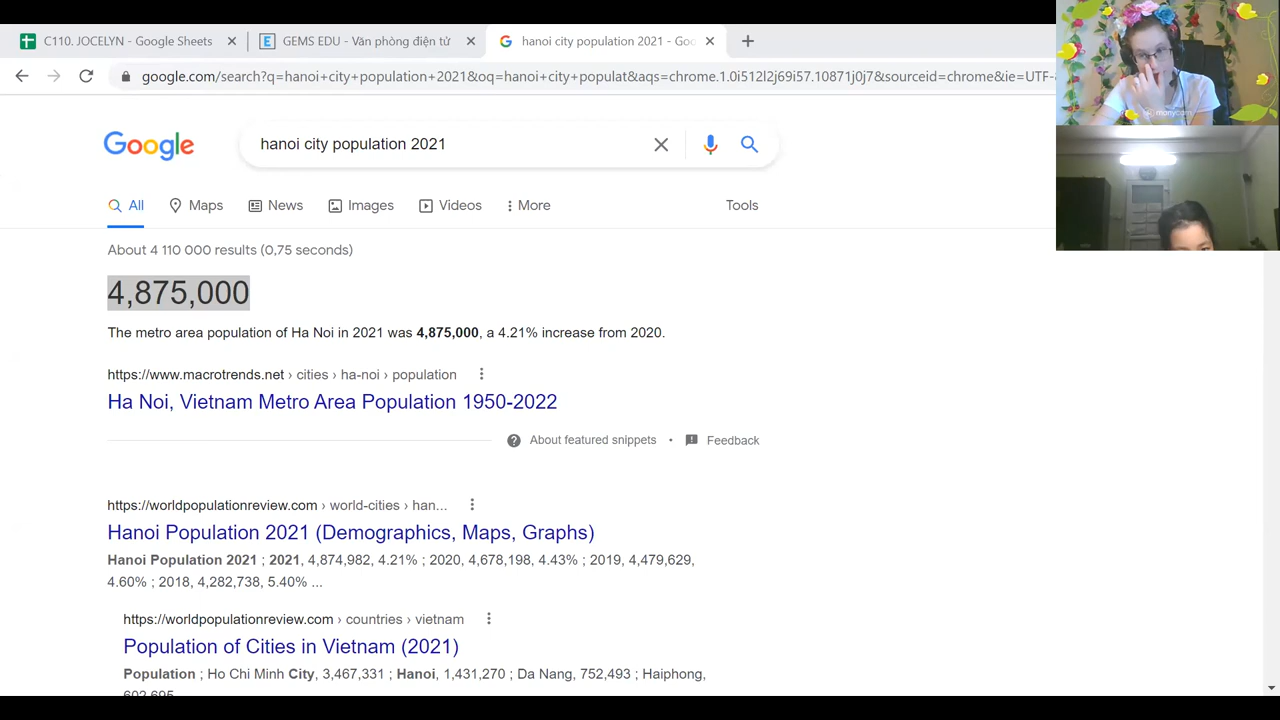 C110. JOCELYN - Google Sheets
GEMS EDU - Văn phòng điện tử
hanoi city population 2021 - Goo
google.com/search?q=hanoi+city+population+2021&oq=hanoi+city+populat&aqs=chrome.1.0i512l2j69i57.10871j0j7&sourceid=chrome&ie=UTF-
Google
hanoi city population 2021
All
Maps
News
Images
Videos
More
Tools
About 4 110 000 results (0,75 seconds)
4,875,000
The metro area population of Ha Noi in 2021 was 4,875,000, a 4.21% increase from 2020.
https://www.macrotrends.net › cities › ha-noi › population
Ha Noi, Vietnam Metro Area Population 1950-2022
About featured snippets • Feedback
https://worldpopulationreview.com › world-cities › han...
Hanoi Population 2021 (Demographics, Maps, Graphs)
Hanoi Population 2021 ; 2021, 4,874,982, 4.21% ; 2020, 4,678,198, 4.43% ; 2019, 4,479,629,
4.60% ; 2018, 4,282,738, 5.40% ...
https://worldpopulationreview.com › countries › vietnam
Population of Cities in Vietnam (2021)
Population ; Ho Chi Minh City, 3,467,331 ; Hanoi, 1,431,270 ; Da Nang, 752,493 ; Haiphong,
602,695
manycam